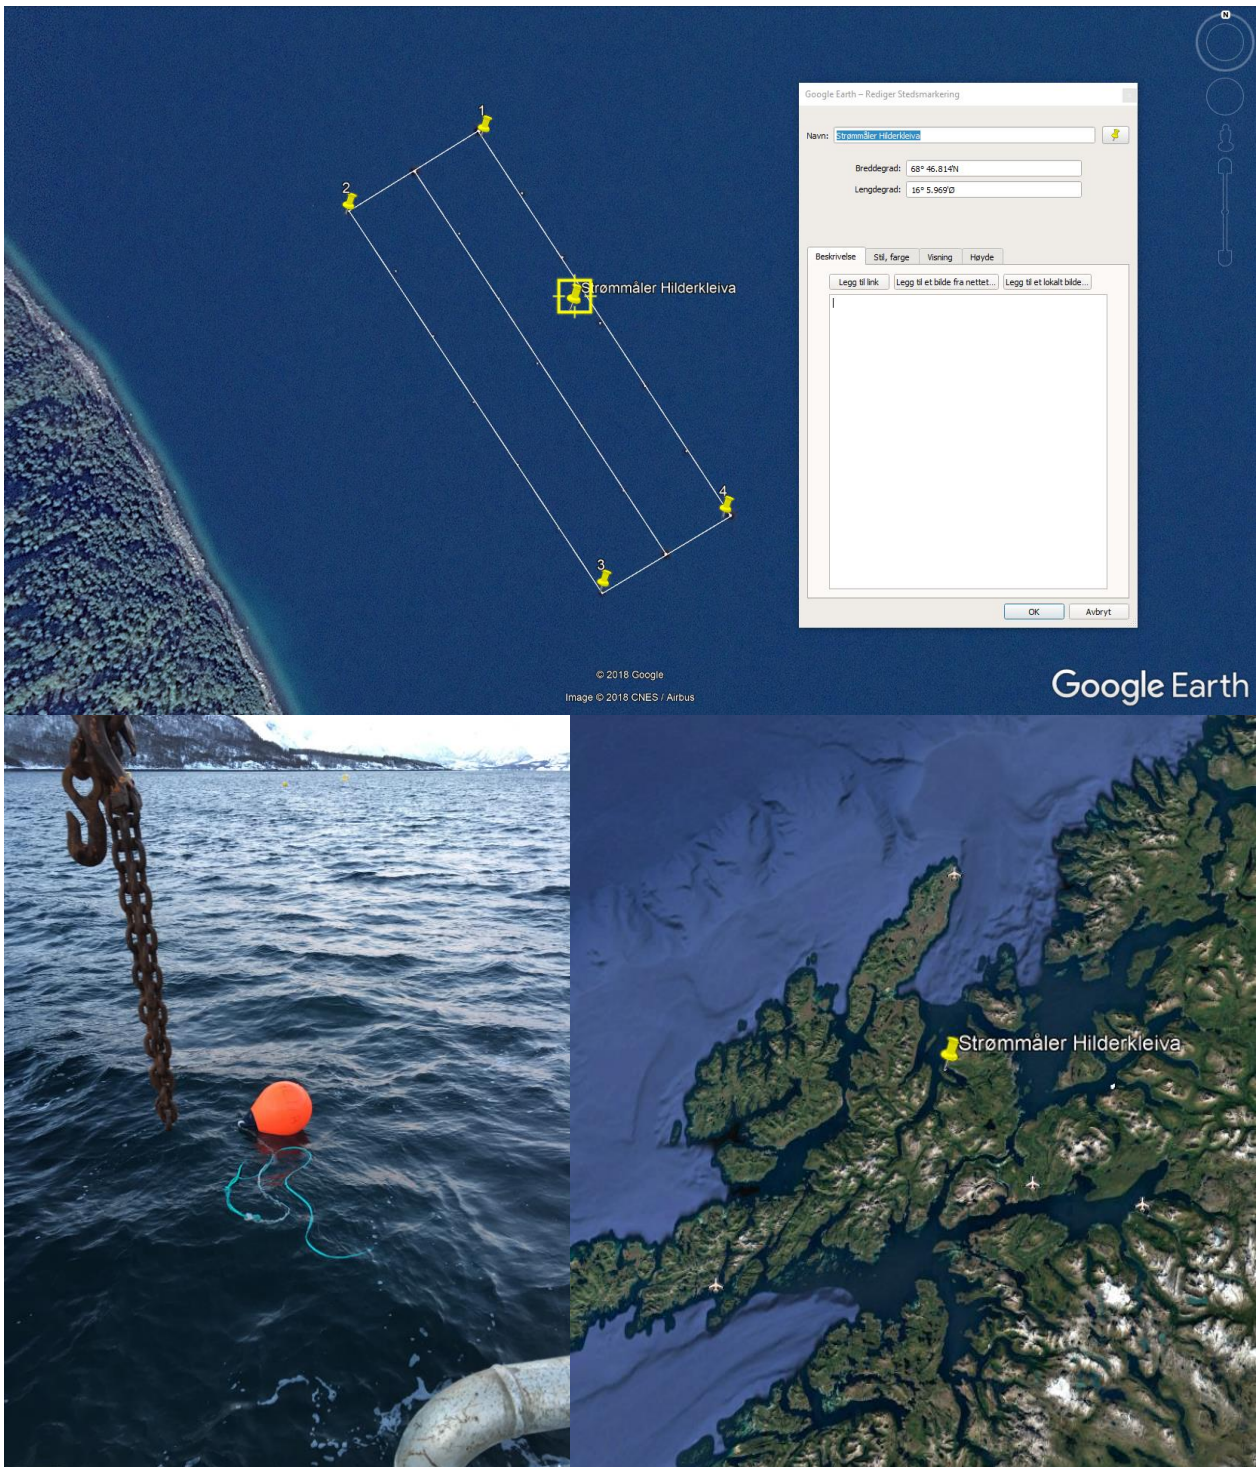 N
Google Earth – Rediger Stedsmarkering
Navn: Strømmåler Hilderkleiva
Breddegrad: 68° 46.814'N
Lengdegrad: 16° 5.969'Ø
Beskrivelse Stil, farge Visning Høyde
Legg til link Legg til et bilde fra nettet... Legg til et lokalt bilde...
OK Avbryt
1
2
Strømmåler Hilderkleiva
4
3
© 2018 Google
Image © 2018 CNES / Airbus
Google Earth
Strømmåler Hilderkleiva